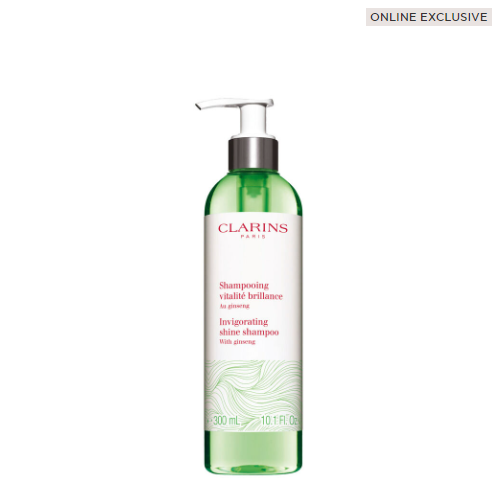 ONLINE EXCLUSIVE
CLARINS
PARIS
Shampooing
vitalité brillance
Au ginseng
Invigorating
shine shampoo
With ginseng
300 mL 10.1 Fl. Oz